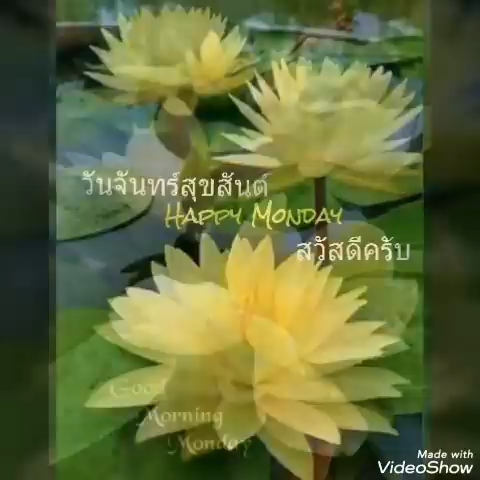 วันจันทร์สุขสันต์
HAPPY MONDAY
สวัสดีครับ
Good
Morning
Monday
Made with
VideoShow